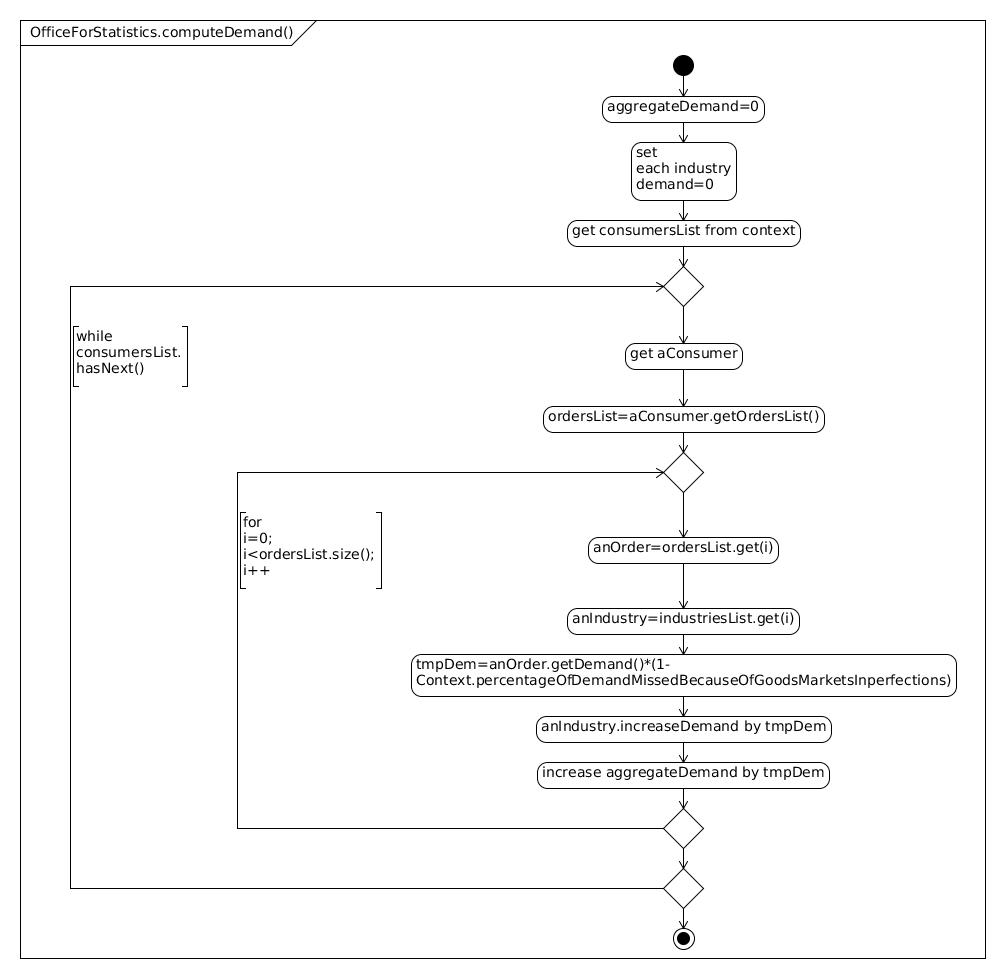 OfficeForStatistics.computeDemand()
aggregateDemand=0
set
each industry
demand=0
get consumersList from context
while
consumersList.
hasNext()
get aConsumer
ordersList=aConsumer.getOrdersList()
for
i=0;
i<ordersList.size();
i++
anOrder=ordersList.get(i)
anIndustry=industriesList.get(i)
tmpDem=anOrder.getDemand()*(1-
Context.percentageOfDemandMissedBecauseOfGoodsMarketsInperfections)
anIndustry.increaseDemand by tmpDem
increase aggregateDemand by tmpDem